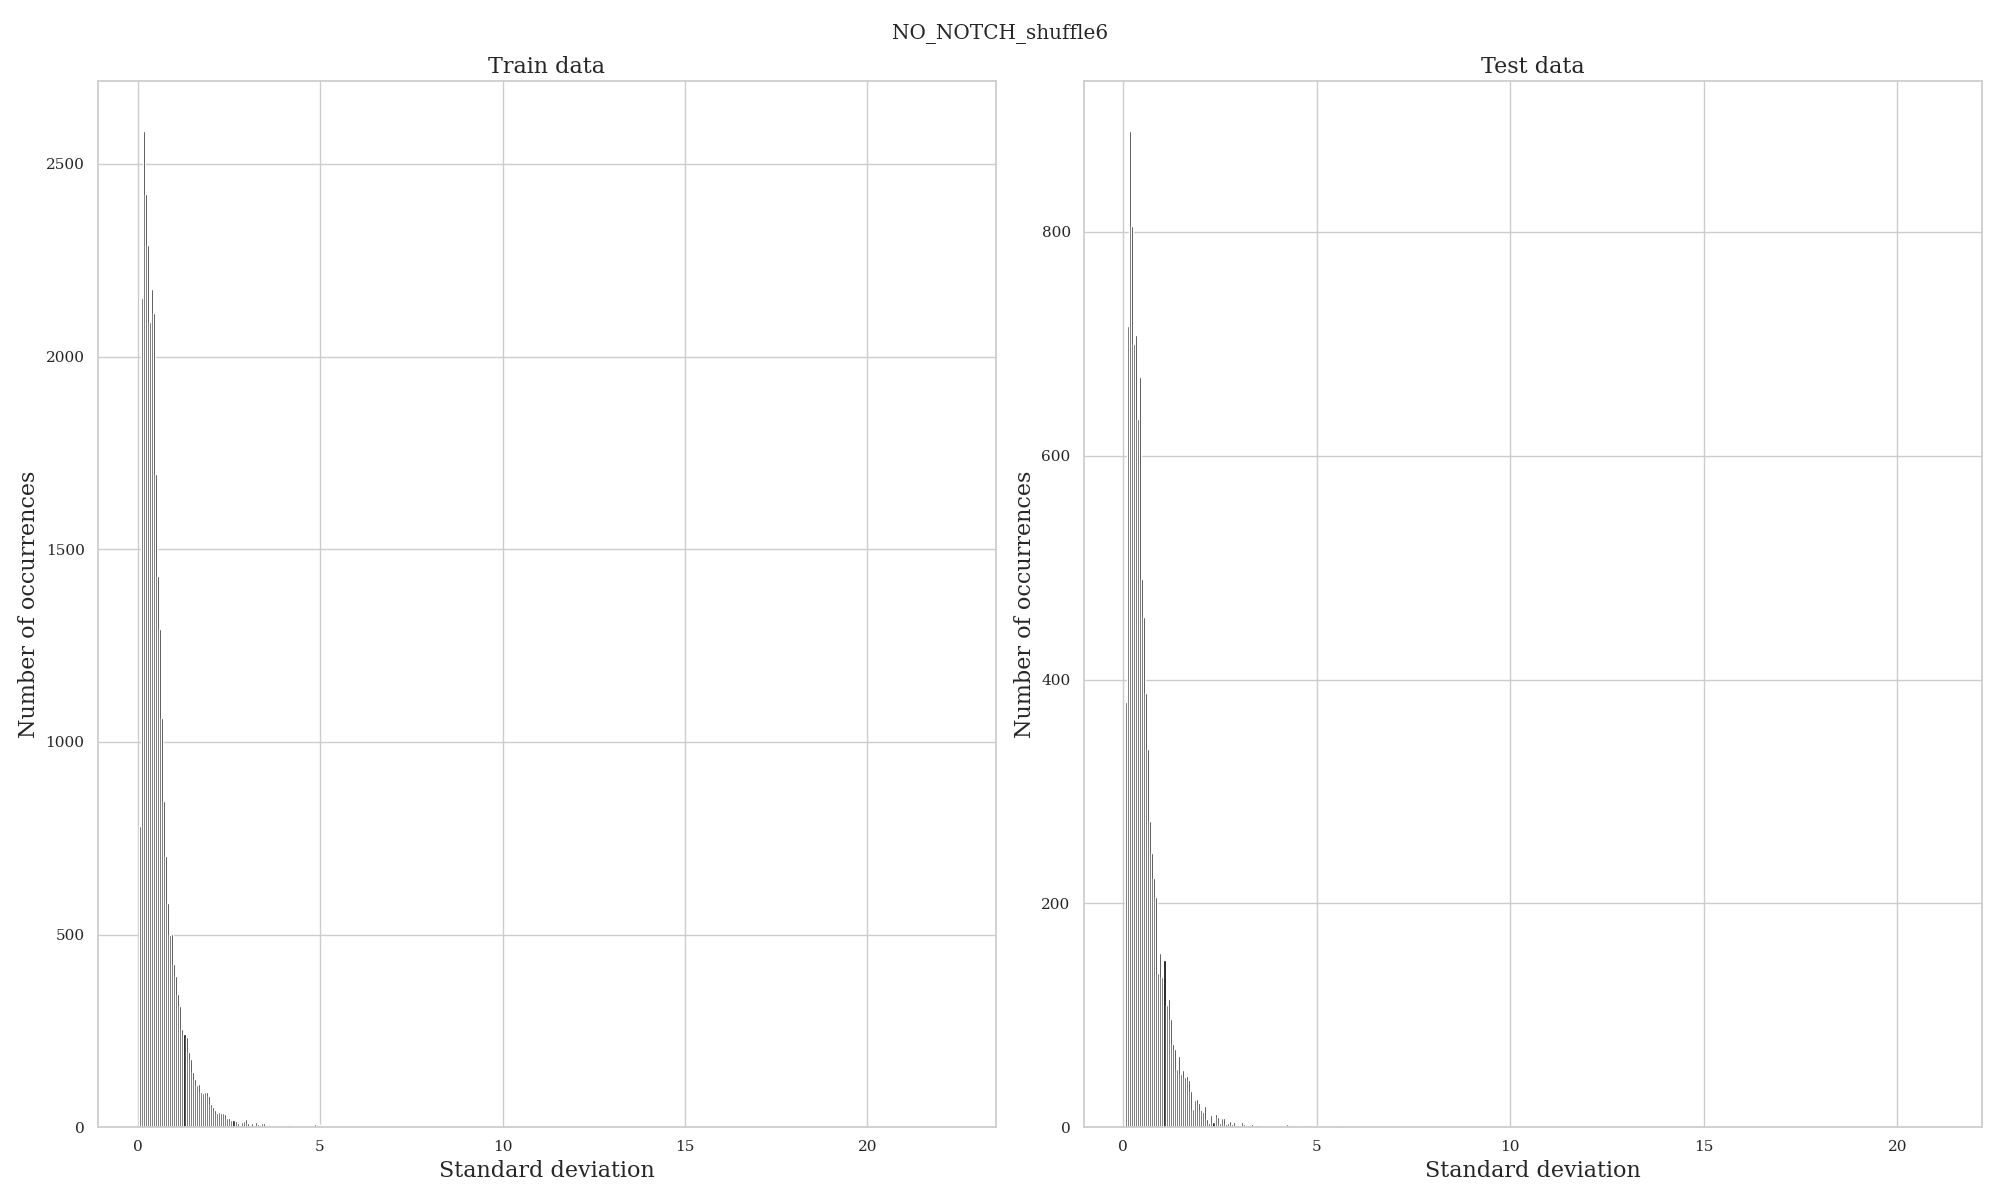 NO_NOTCH_shuffle6
Train data
Number of occurrences
2500
2000
1500
1000
500
0
0 5 10 15 20
Standard deviation
Test data
Number of occurrences
800
600
400
200
0
0 5 10 15 20
Standard deviation